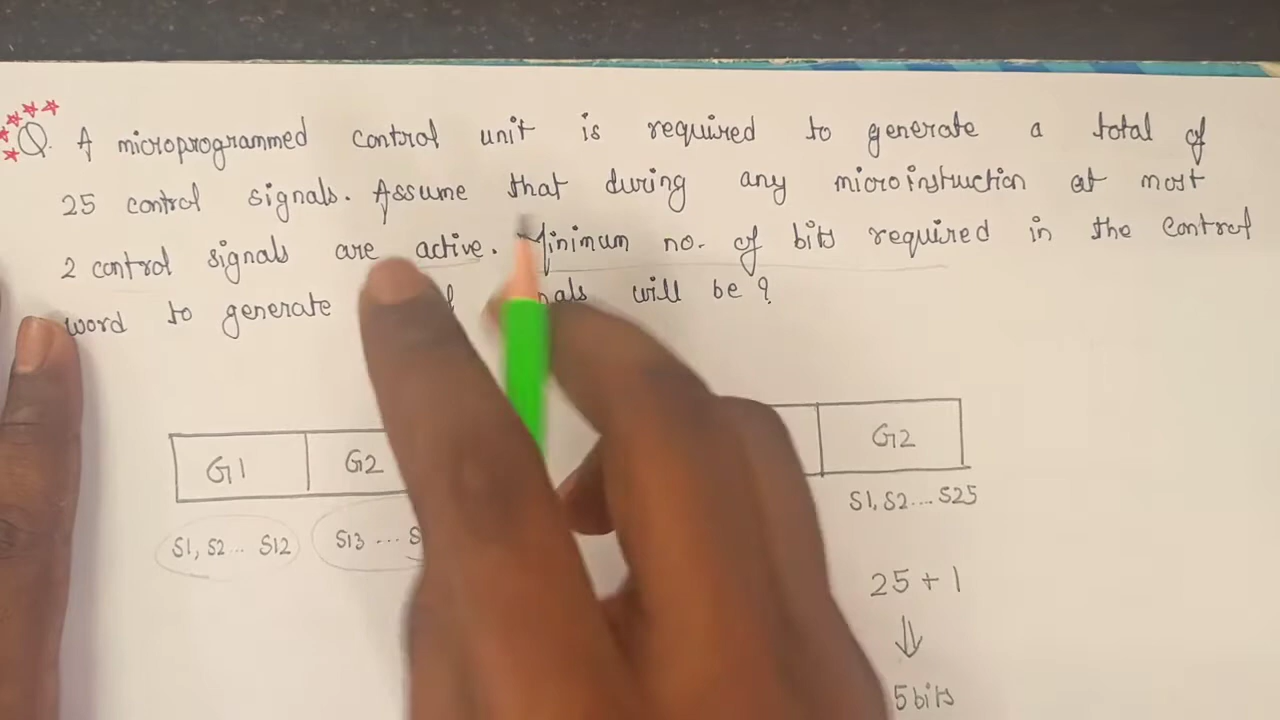 Q. A microprogrammed control unit is required to generate a total of
25 control signals. Assume that during any microinstruction at most
2 control signals are active. Minimum no. of bits required in the control
word to generate will be ?
G1 G2 G2
S1, S2... S12 S13 ... S1, S2.... S25
25 + 1
↓
5 bits